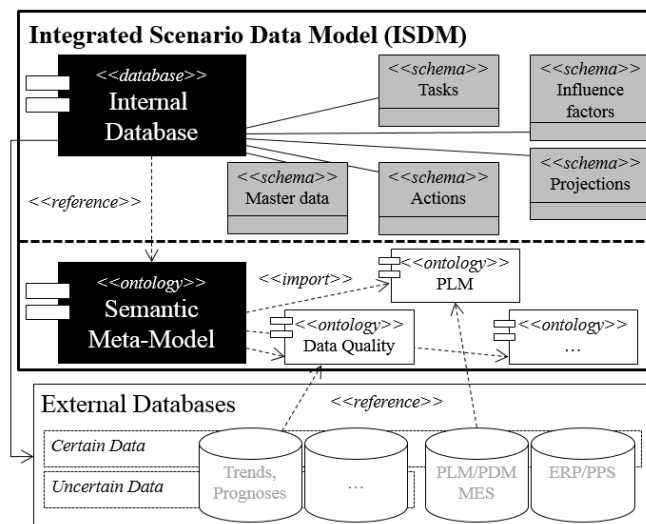 Integrated Scenario Data Model (ISDM)
<<database>>
Internal
Database
<<schema>>
Tasks
<<schema>>
Influence
factors
<<schema>>
Master data
<<schema>>
Actions
<<schema>>
Projections
<<reference>>
<<ontology>>
Semantic
Meta-Model
<<import>>
<<ontology>>
PLM
<<ontology>>
Data Quality
<<ontology>>
...
External Databases
<<reference>>
Certain Data
Uncertain Data
Trends,
Prognoses
...
PLM/PDM
MES
ERP/PPS